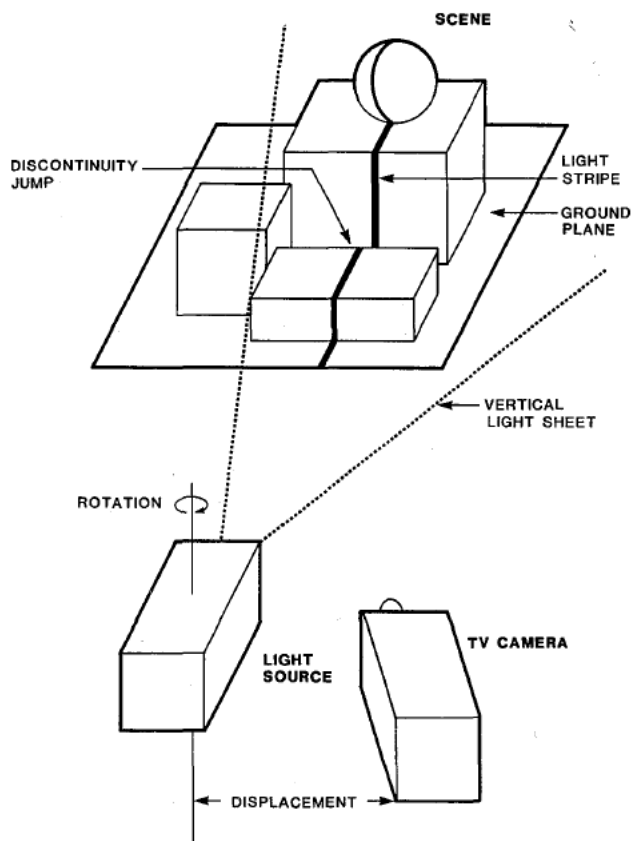 SCENE
DISCONTINUITY
JUMP
LIGHT
STRIPE
GROUND
PLANE
VERTICAL
LIGHT SHEET
ROTATION
LIGHT
SOURCE
TV CAMERA
DISPLACEMENT